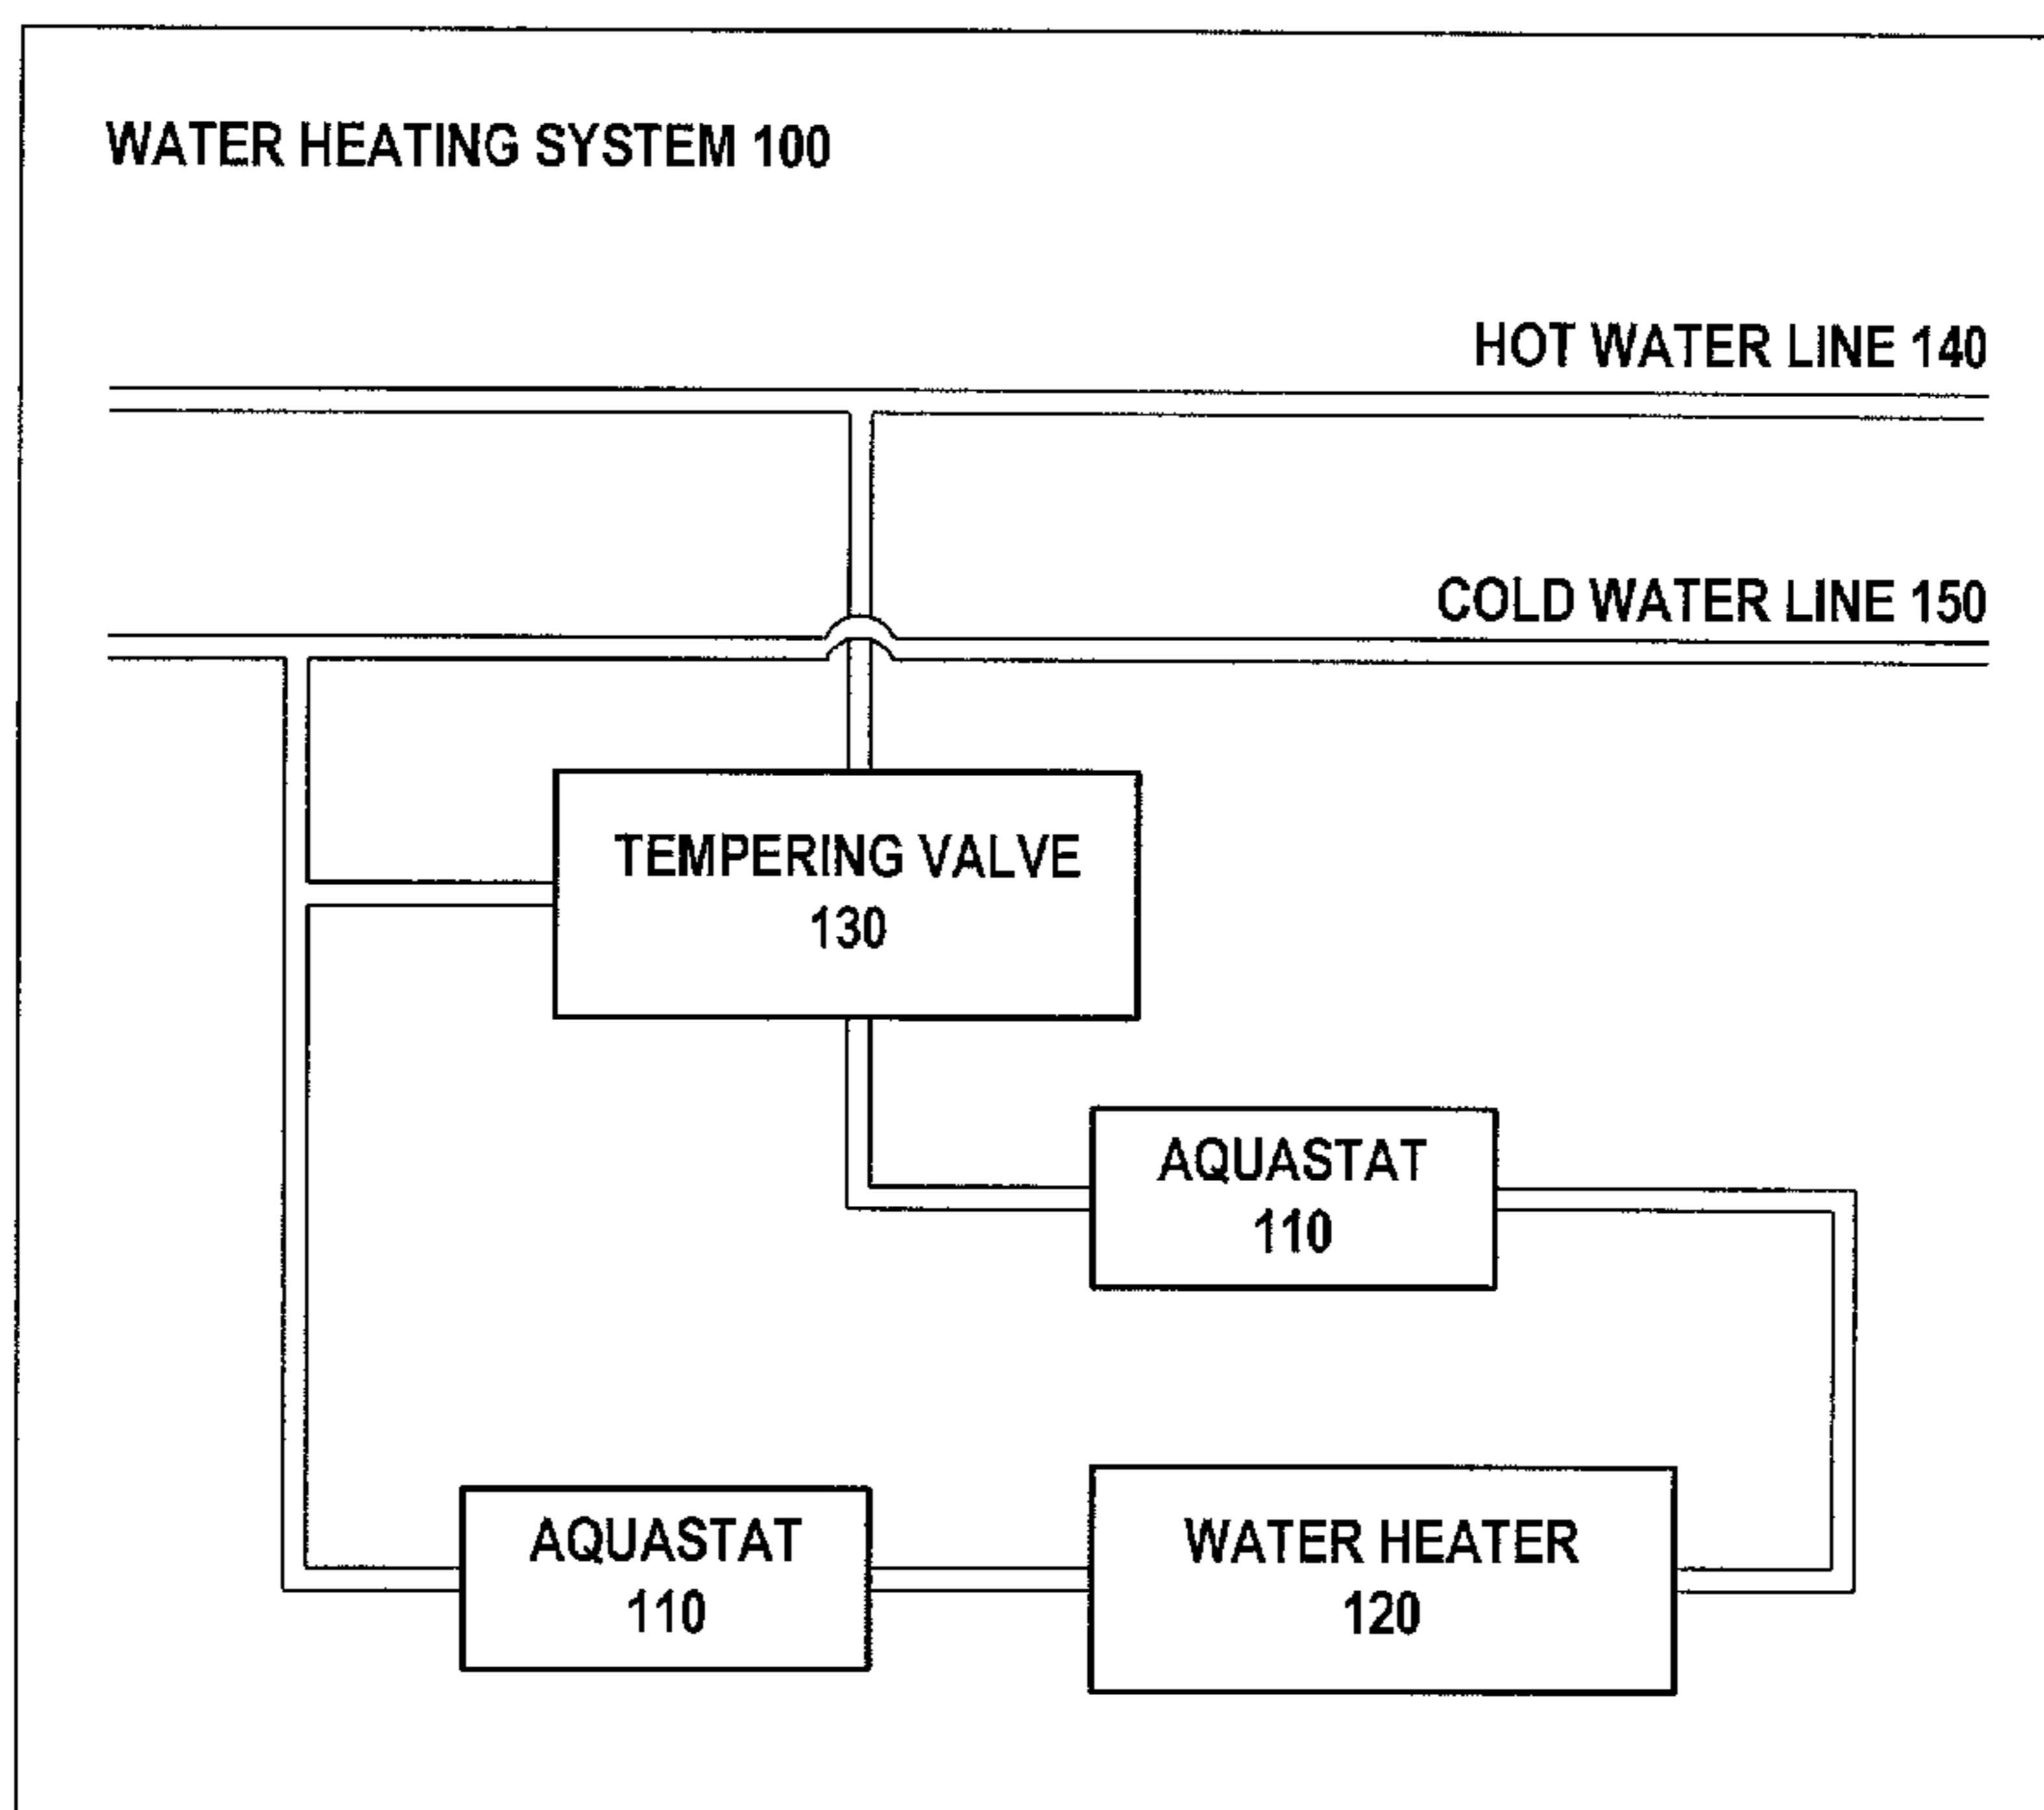 WATER HEATING SYSTEM 100
HOT WATER LINE 140
COLD WATER LINE 150
TEMPERING VALVE
130
AQUASTAT
110
AQUASTAT
110
WATER HEATER
120